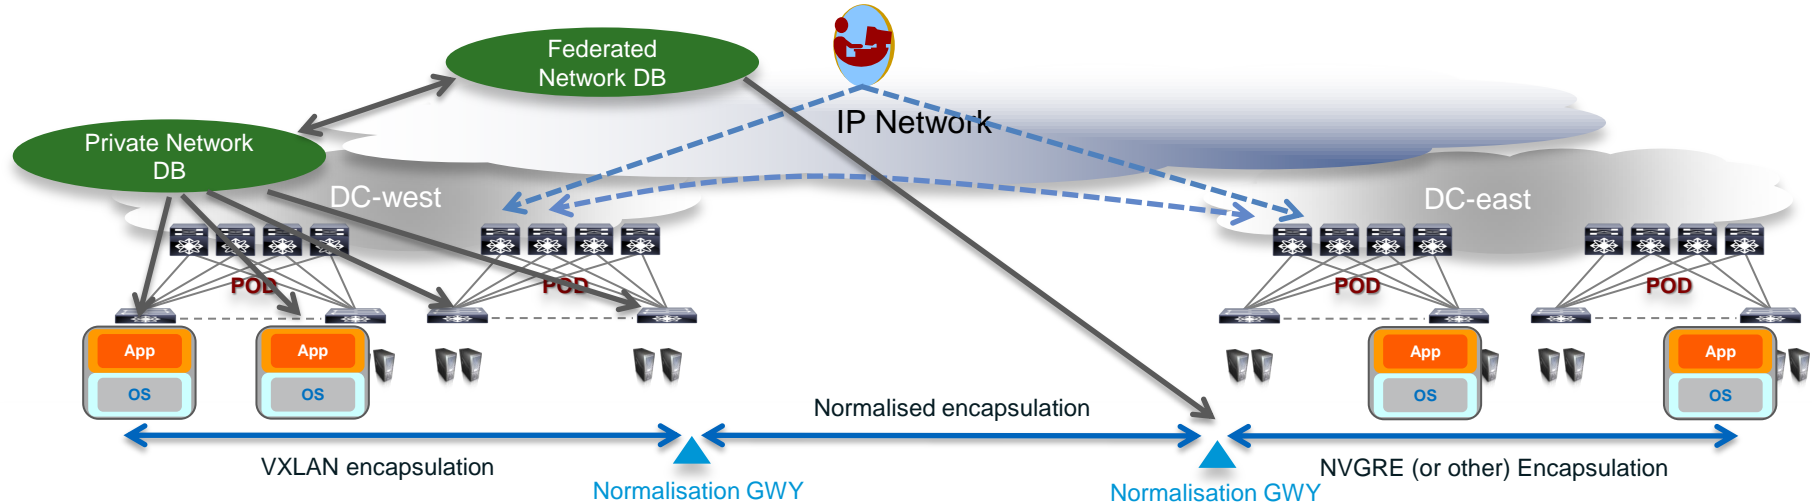 Federated
Network DB
IP Network
Private Network
DB
DC-west
DC-east
POD
POD
POD
POD
App
OS
App
OS
App
OS
App
OS
Normalised encapsulation
VXLAN encapsulation
NVGRE (or other) Encapsulation
Normalisation GWY
Normalisation GWY